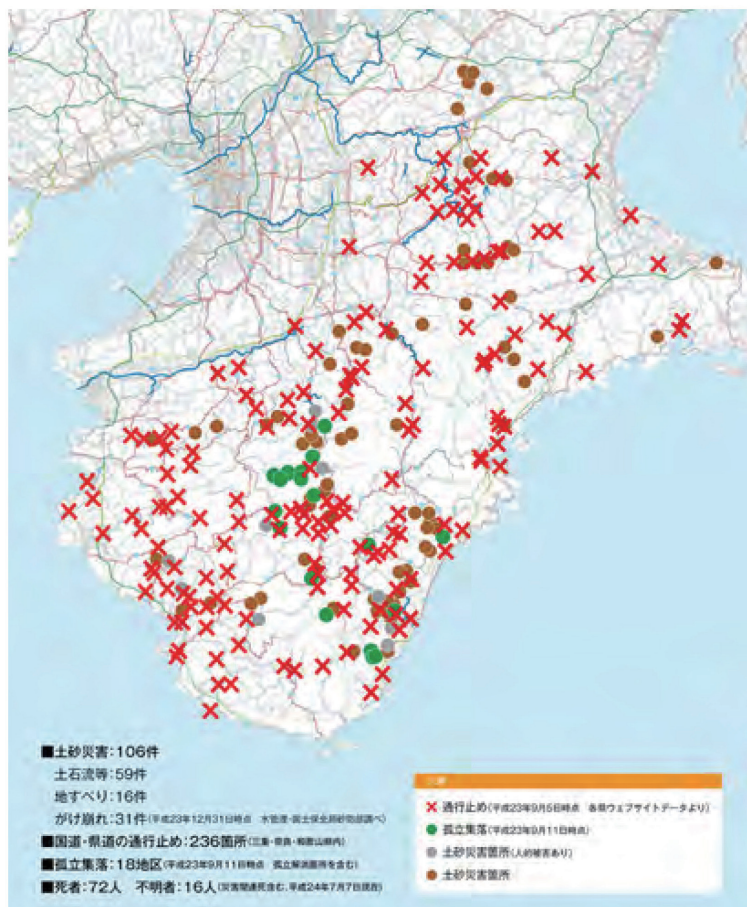 ■土砂災害：106件
土石流等：59件
地すべり：16件
がけ崩れ：31件（平成23年12月31日時点　水管理・国土保全局砂防部調べ）
■国道・県道の通行止め：236箇所（三重・奈良・和歌山県内）
■孤立集落：18地区（平成23年9月11日時点　孤立解消箇所を含む）
■死者：72人　不明者：16人（災害関連死含む、平成24年7月7日現在）
凡例
通行止め（平成23年9月5日時点　各県ウェブサイトデータより）
孤立集落（平成23年9月11日時点）
土砂災害箇所（人的被害あり）
土砂災害箇所